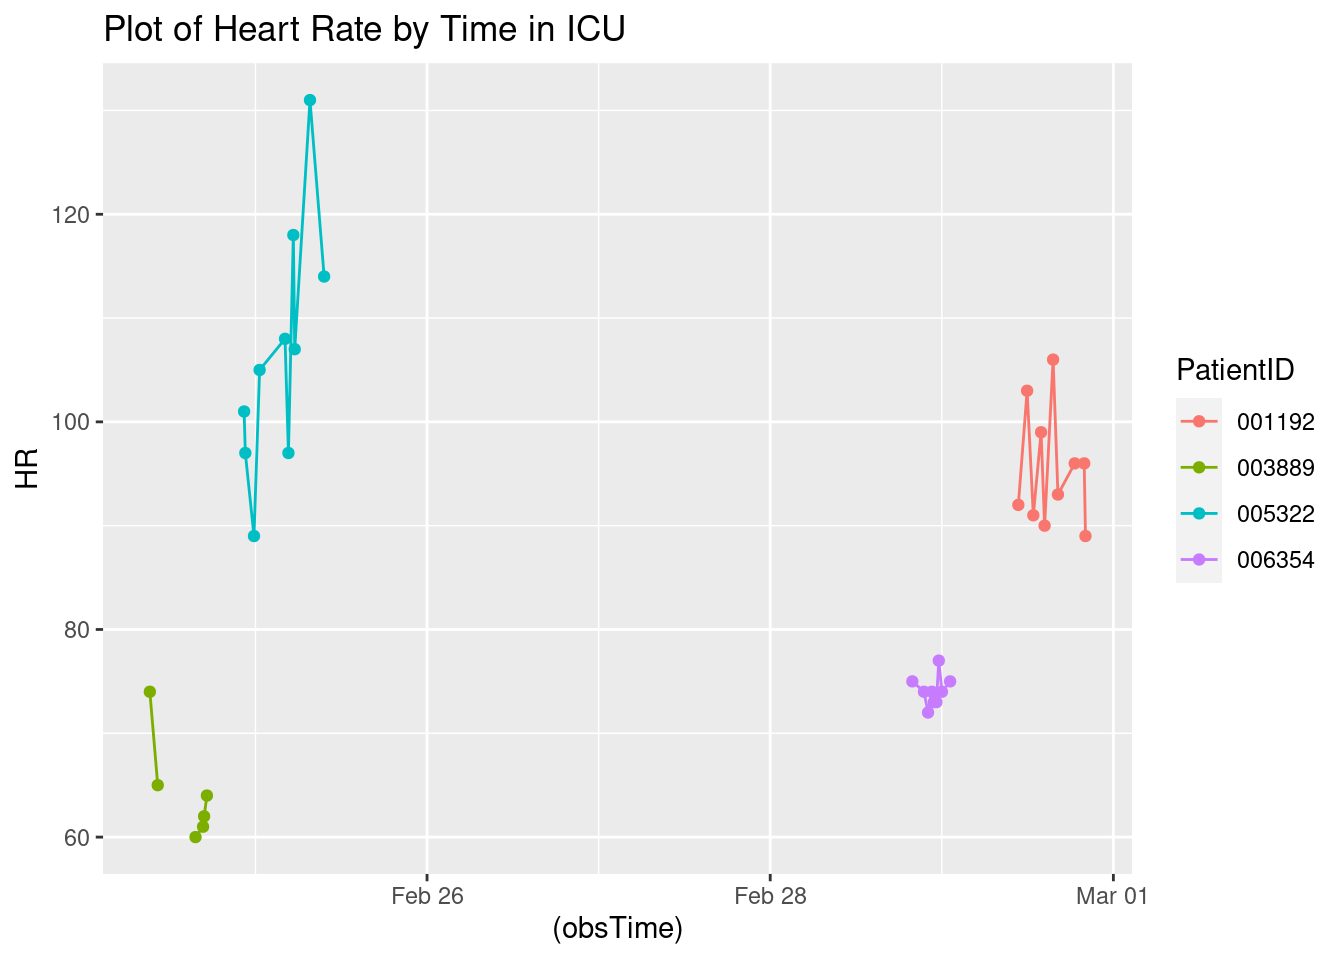 Plot of Heart Rate by Time in ICU
120
100
80
60
HR
Feb 26
Feb 28
Mar 01
(obsTime)
PatientID
001192
003889
005322
006354